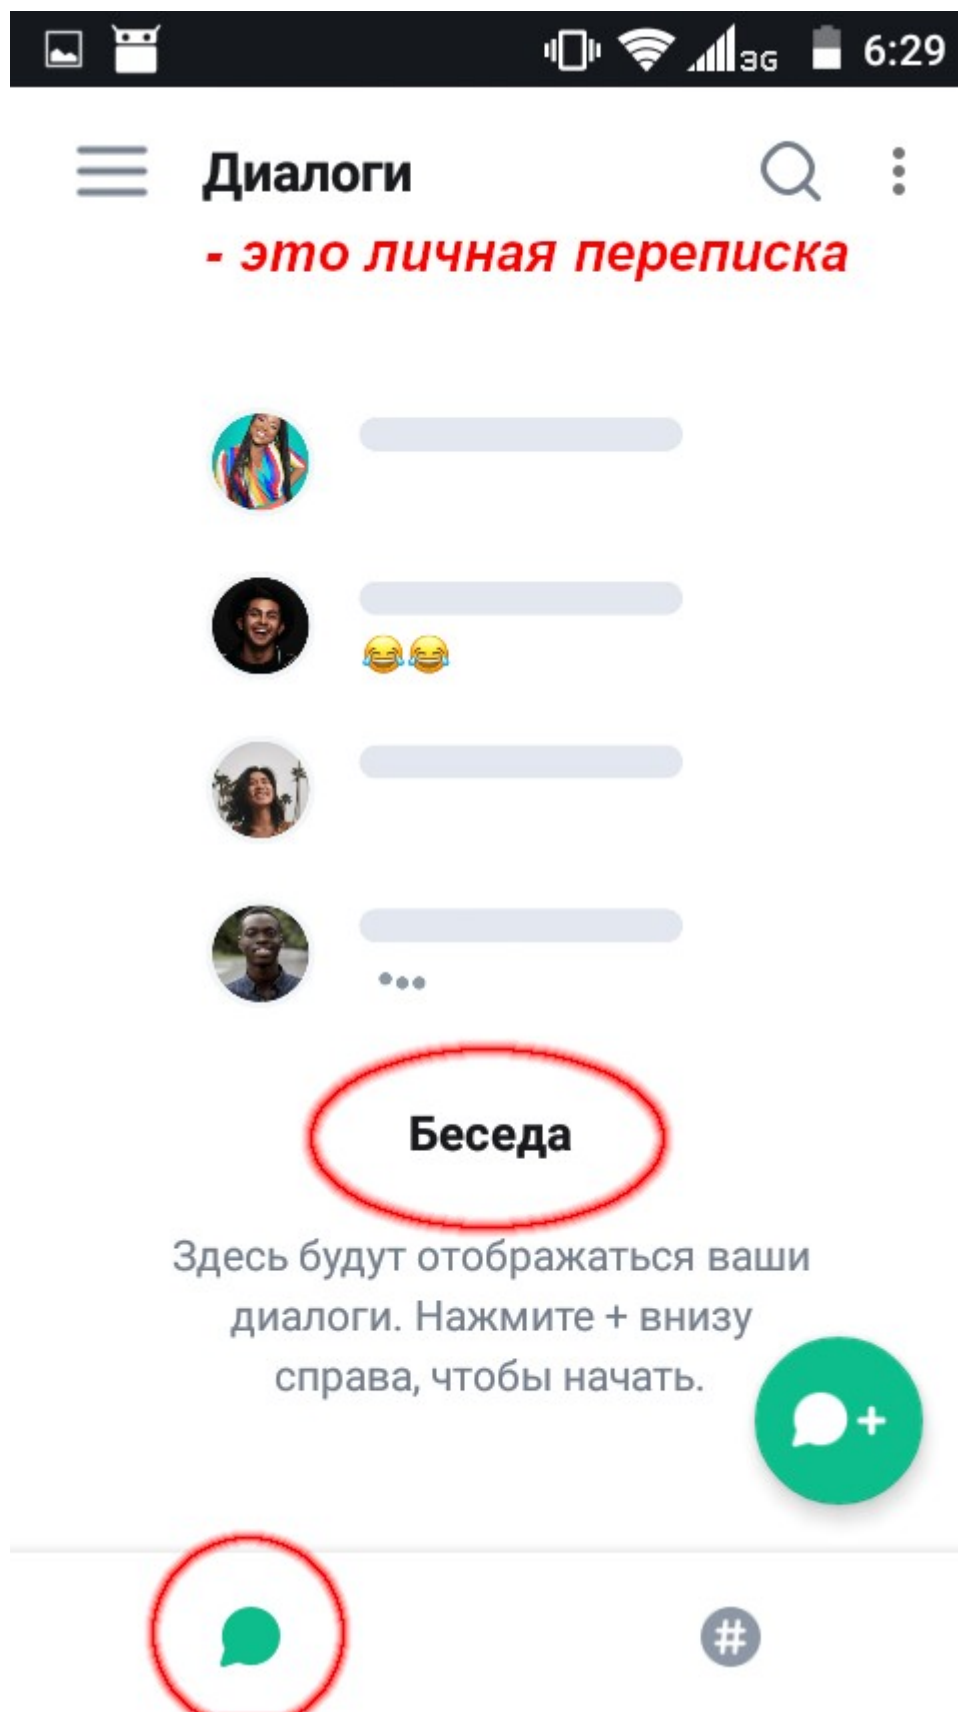 3G 6:29
Диалоги
- это личная переписка
😂😂
Беседа
Здесь будут отображаться ваши
диалоги. Нажмите + внизу
справа, чтобы начать.
+
#